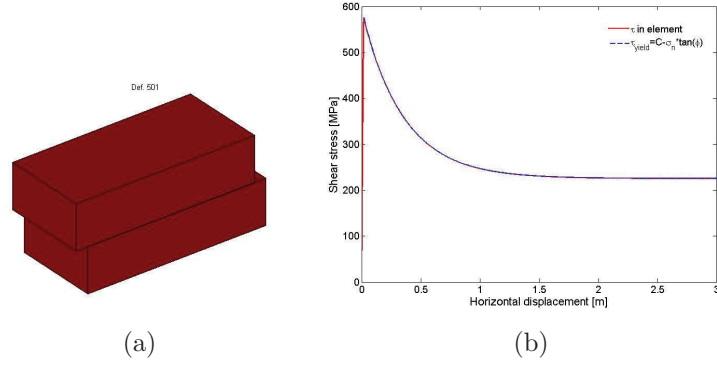 Def. 501
600
500
400
300
200
100
0
Shear stress [MPa]
τ in element
τyield=C-σn*tan(ϕ)
0
0.5
1
1.5
2
2.5
3
Horizontal displacement [m]
(a)
(b)